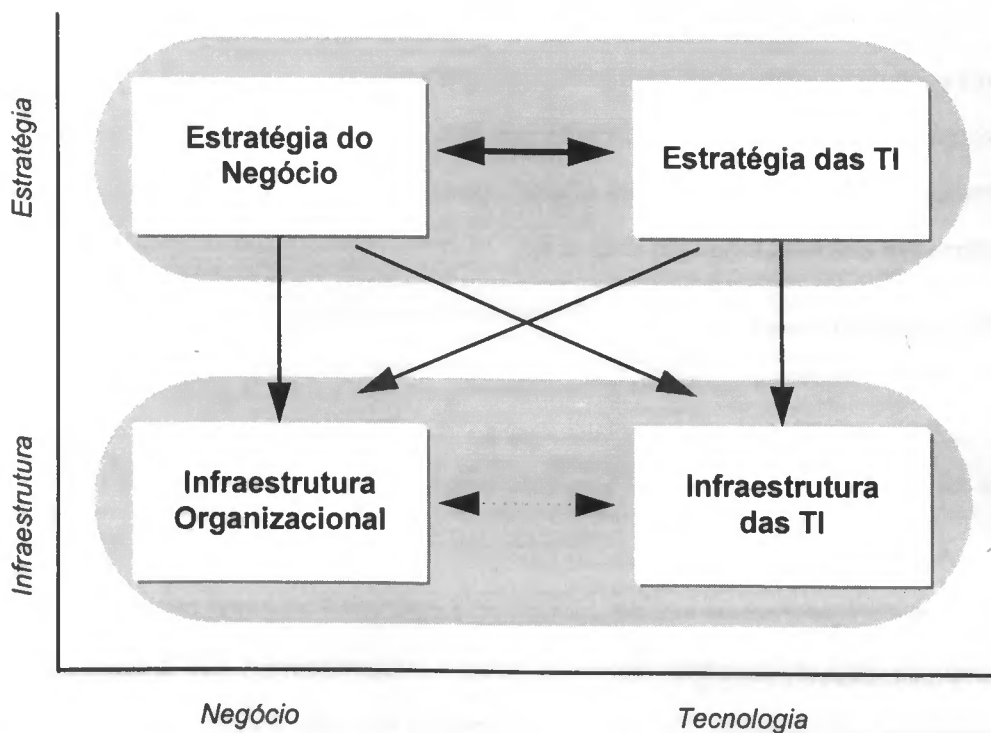 Estratégia
Estratégia do
Negócio
Estratégia das TI
Infraestrutura
Infraestrutura
Organizacional
Infraestrutura
das TI
Negócio
Tecnologia